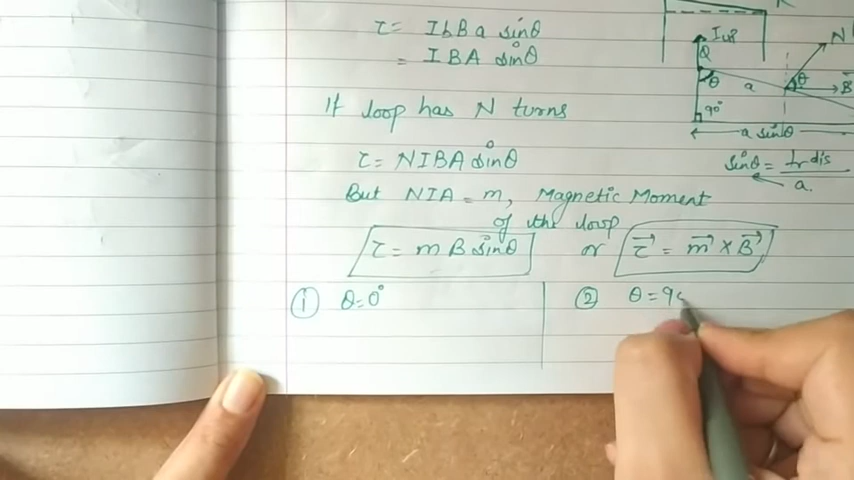 τ = IbBa sinθ
= IBA sinθ
If loop has N turns
τ = NIBA sinθ
But NIA = m, Magnetic Moment
of the loop
τ = m B sinθ or τ⃗ = m⃗ × B⃗
① θ = 0° ② θ = 9
I
Q
θ
a
90°
a sinθ
N
θ
B
sinθ = ⊥r dis / a.